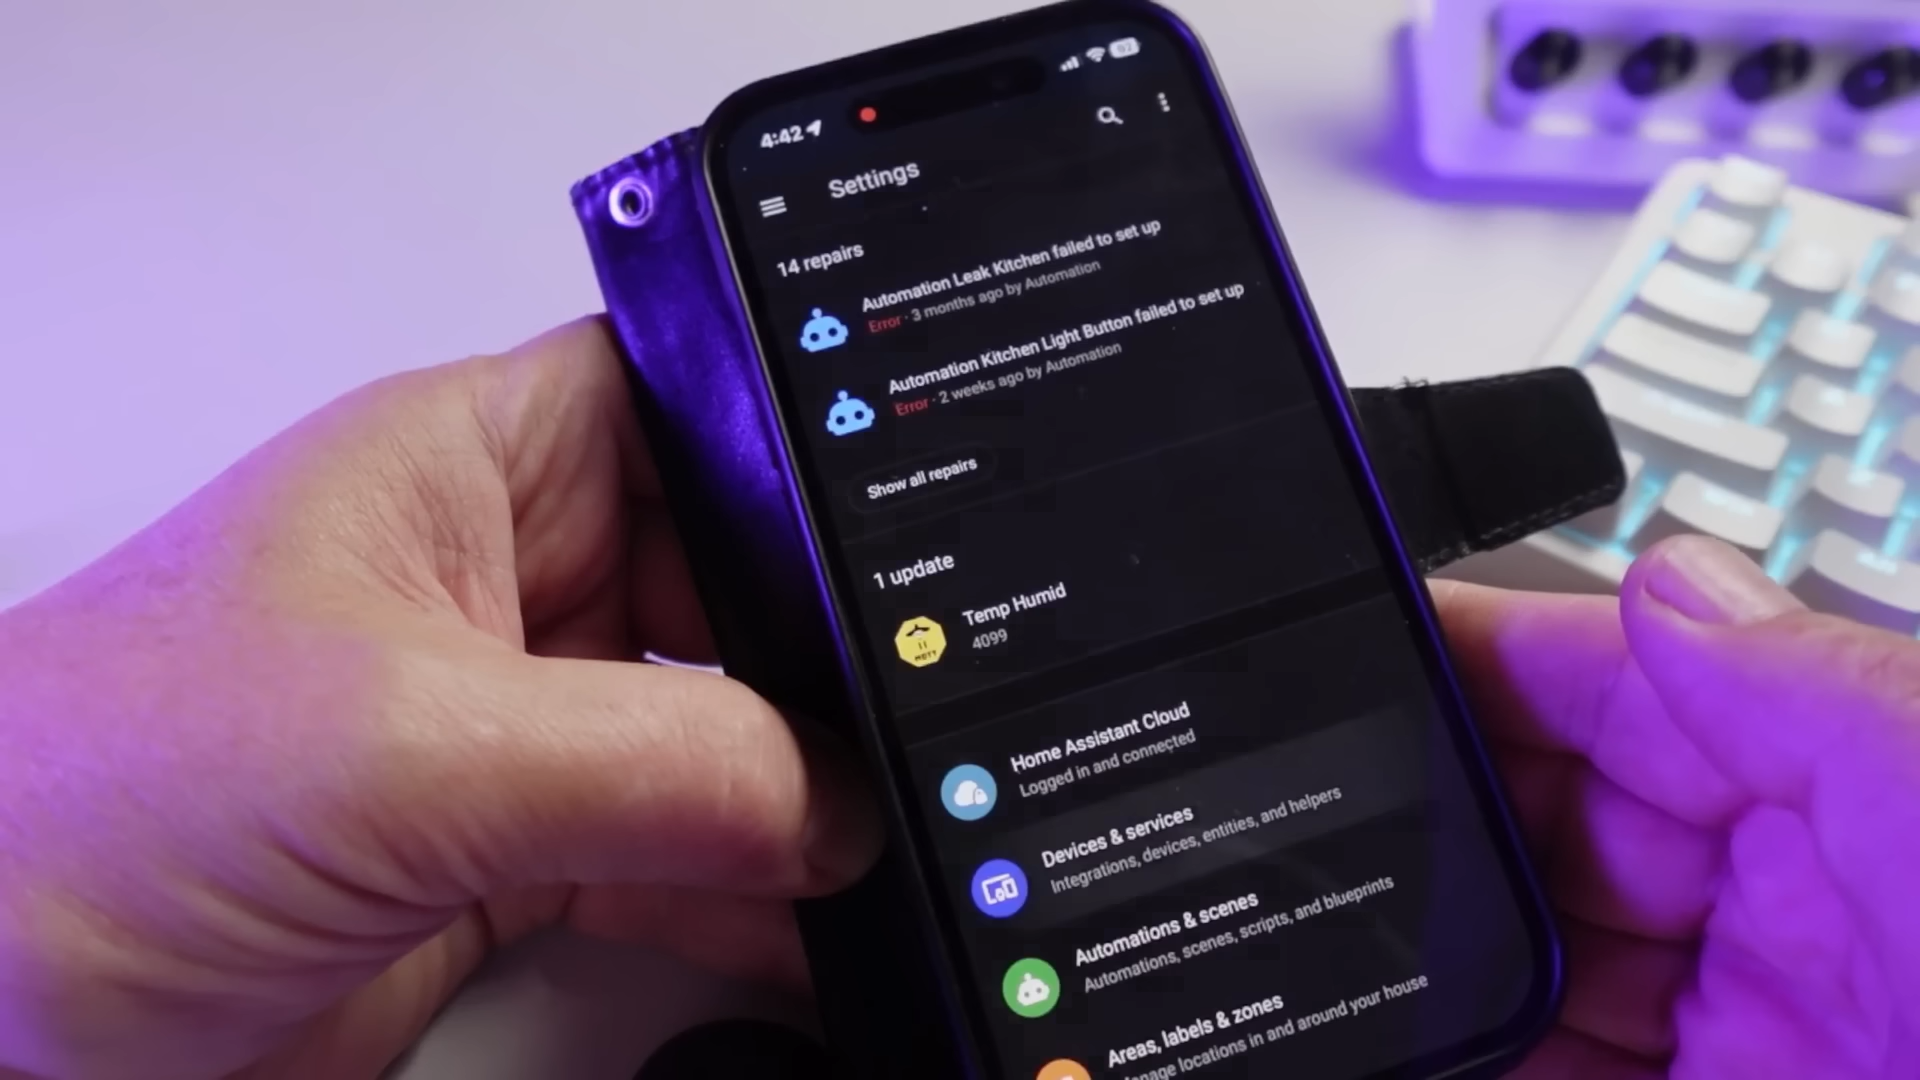 4:42
92
Settings
14 repairs
Automation Leak Kitchen failed to set up
Error · 3 months ago by Automation
Automation Kitchen Light Button failed to set up
Error · 2 weeks ago by Automation
Show all repairs
1 update
Temp Humid
4099
Home Assistant Cloud
Logged in and connected
Devices & services
Integrations, devices, entities, and helpers
Automations & scenes
Automations, scenes, scripts, and blueprints
Areas, labels & zones
locations in and around your house